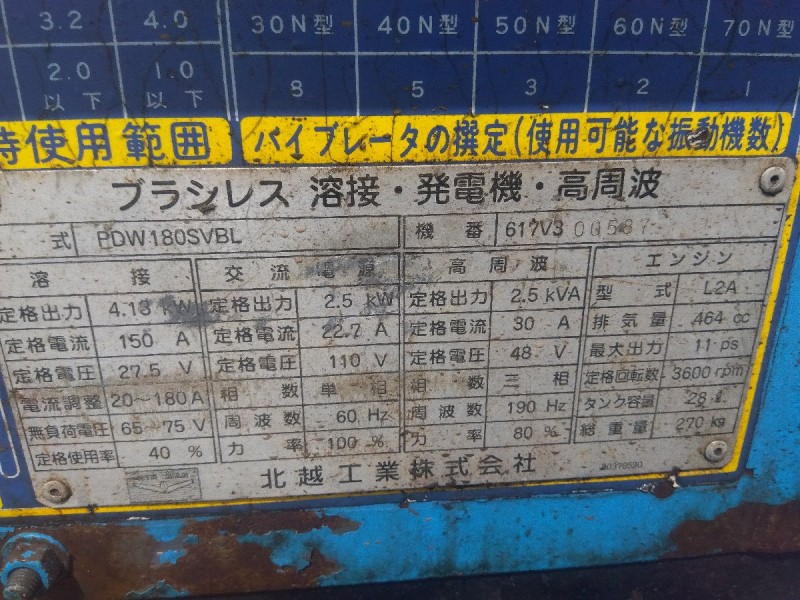 3.2 4.0 30N型 40N型 50N型 60N型 70N型
2.0以下 1.0以下 8 5 3 2 1
時使用範囲 バイブレータの撰定(使用可能な振動機数)
ブラシレス 溶接・発電機・高周波
式 PDW180SVBL 機番 617V3 00587
溶接 交流電源 高周波 エンジン
定格出力 4.13 kW 定格出力 2.5 kW 定格出力 2.5 kVA 型式 L2A
定格電流 150 A 定格電流 22.7 A 定格電流 30 A 排気量 464 cc
定格電圧 27.5 V 定格電圧 110 V 定格電圧 48 V 最大出力 11 ps
電流調整 20～180 A 相数 単相 相数 三相 定格回転数 3600 rpm
無負荷電圧 65～75 V 周波数 60 Hz 周波数 190 Hz タンク容量 28 ℓ
定格使用率 40 % 力率 100 % 力率 80 % 総重量 270 kg
北越工業株式会社